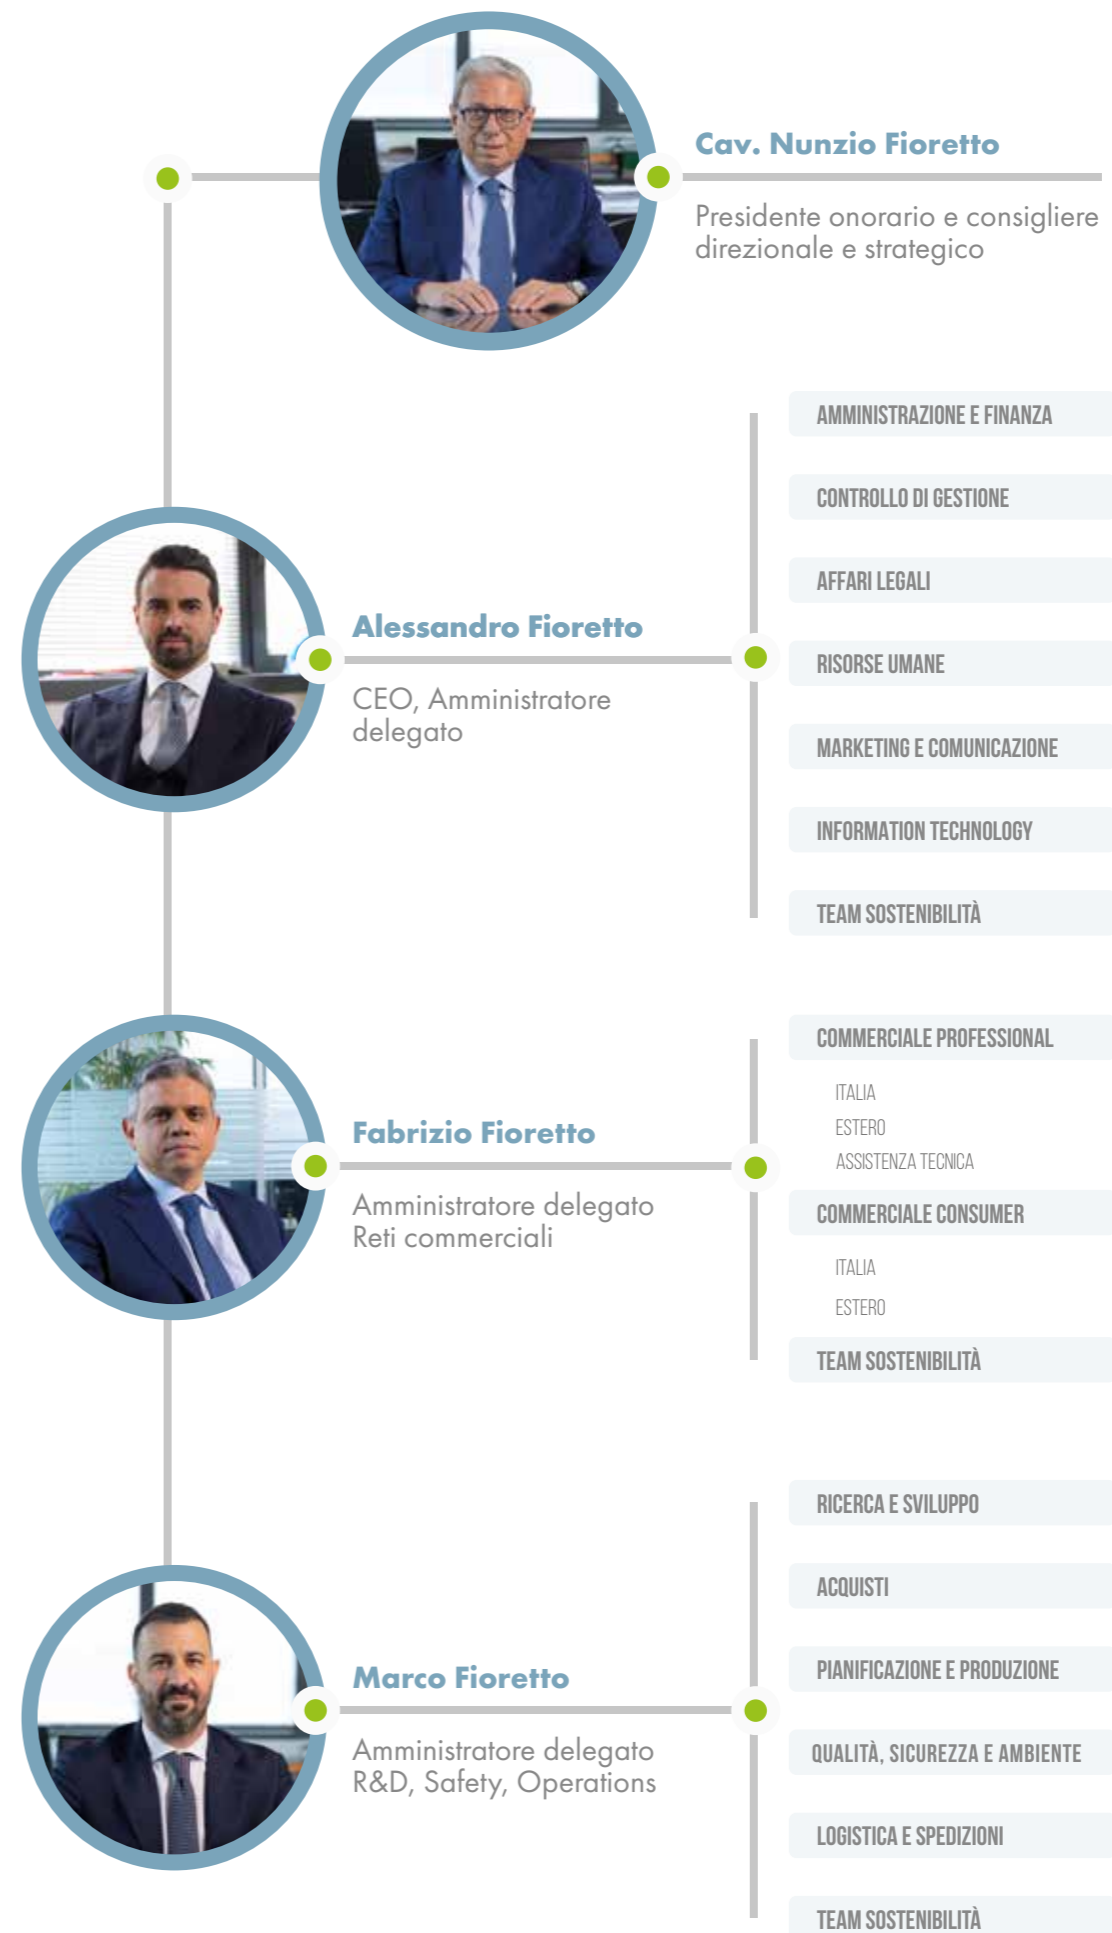 Cav. Nunzio Fioretto
Presidente onorario e consigliere
direzionale e strategico
Alessandro Fioretto
CEO, Amministratore
delegato
AMMINISTRAZIONE E FINANZA
CONTROLLO DI GESTIONE
AFFARI LEGALI
RISORSE UMANE
MARKETING E COMUNICAZIONE
INFORMATION TECHNOLOGY
TEAM SOSTENIBILITÀ
Fabrizio Fioretto
Amministratore delegato
Reti commerciali
COMMERCIALE PROFESSIONAL
ITALIA
ESTERO
ASSISTENZA TECNICA
COMMERCIALE CONSUMER
ITALIA
ESTERO
TEAM SOSTENIBILITÀ
Marco Fioretto
Amministratore delegato
R&D, Safety, Operations
RICERCA E SVILUPPO
ACQUISTI
PIANIFICAZIONE E PRODUZIONE
QUALITÀ, SICUREZZA E AMBIENTE
LOGISTICA E SPEDIZIONI
TEAM SOSTENIBILITÀ